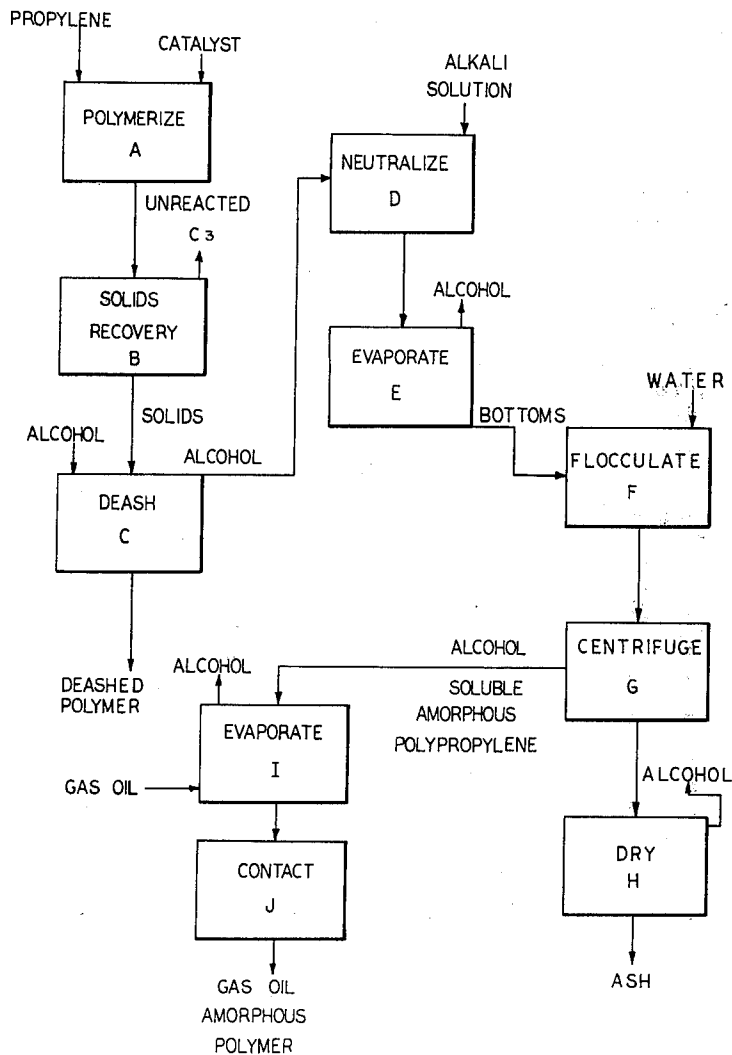 PROPYLENE
CATALYST
POLYMERIZE
A
UNREACTED
C3
SOLIDS
RECOVERY
B
SOLIDS
ALCOHOL
ALCOHOL
DEASH
C
DEASHED
POLYMER
ALKALI
SOLUTION
NEUTRALIZE
D
ALCOHOL
EVAPORATE
E
BOTTOMS
WATER
FLOCCULATE
F
CENTRIFUGE
G
ALCOHOL
SOLUBLE
AMORPHOUS
POLYPROPYLENE
ALCOHOL
EVAPORATE
I
GAS OIL
CONTACT
J
GAS OIL
AMORPHOUS
POLYMER
ALCOHOL
DRY
H
ASH